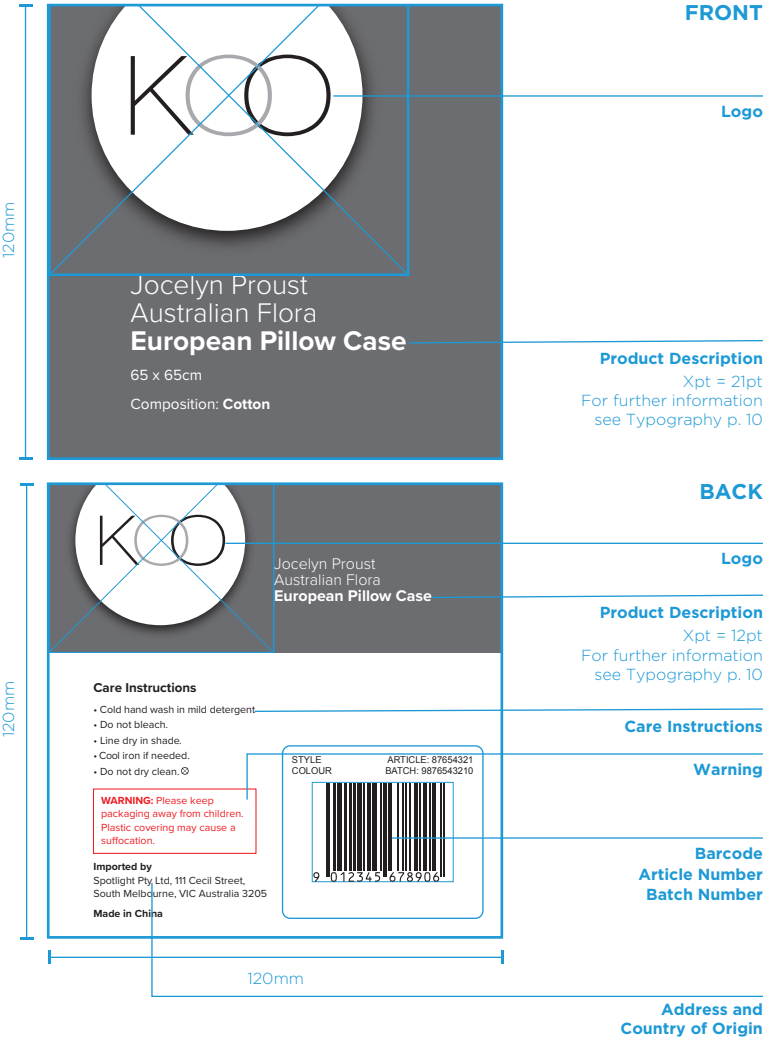 FRONT
KOO
Logo
120mm
Jocelyn Proust
Australian Flora
European Pillow Case
65 x 65cm
Composition: Cotton
Product Description
Xpt = 21pt
For further information
see Typography p. 10
BACK
KOO
Logo
Jocelyn Proust
Australian Flora
European Pillow Case
Product Description
Xpt = 12pt
For further information
see Typography p. 10
120mm
Care Instructions
• Cold hand wash in mild detergent
• Do not bleach.
• Line dry in shade.
• Cool iron if needed.
• Do not dry clean.
Care Instructions
WARNING: Please keep
packaging away from children.
Plastic covering may cause a
suffocation.
Warning
Imported by
Spotlight Pty Ltd, 111 Cecil Street,
South Melbourne, VIC Australia 3205
Made in China
STYLE ARTICLE: 87654321
COLOUR BATCH: 9876543210
9 012345 678906
Barcode
Article Number
Batch Number
120mm
Address and
Country of Origin